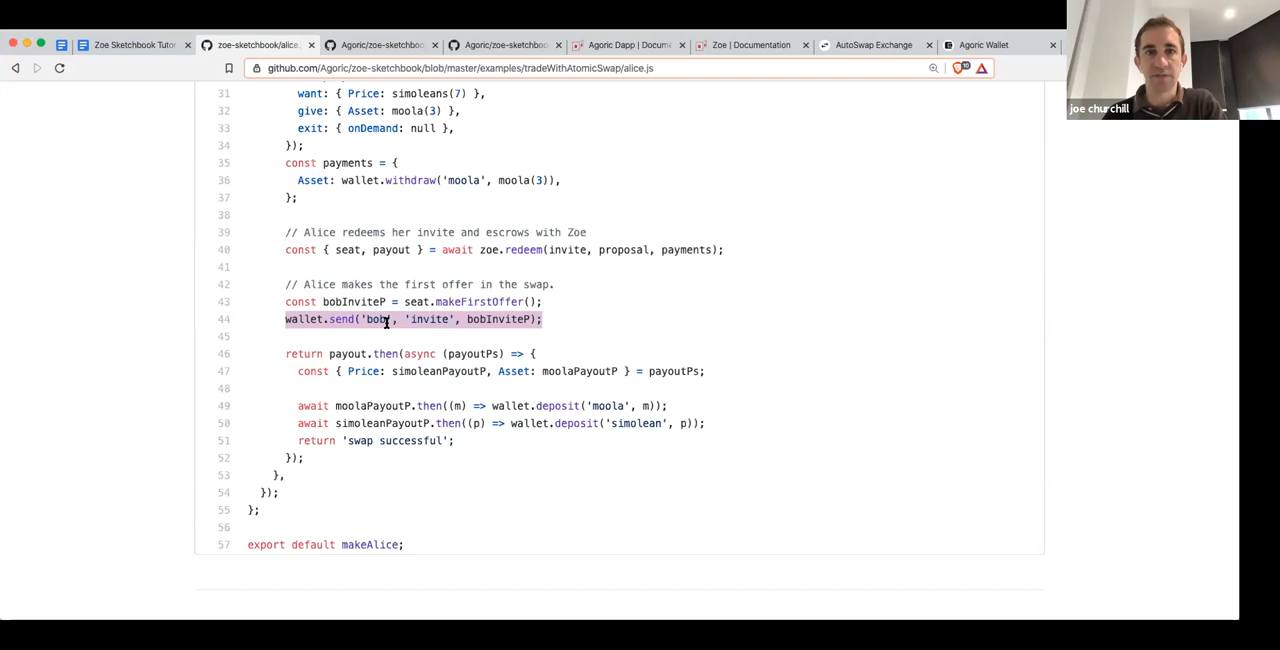 Zoe Sketchbook Tutor
zoe-sketchbook/alice.
Agoric/zoe-sketchboo
Agoric/zoe-sketchboo
Agoric Dapp | Docume
Zoe | Documentation
AutoSwap Exchange
Agoric Wallet
github.com/Agoric/zoe-sketchbook/blob/master/examples/tradeWithAtomicSwap/alice.js
joe churchill
31 want: { Price: simoleans(7) },
32 give: { Asset: moola(3) },
33 exit: { onDemand: null },
34 });
35 const payments = {
36 Asset: wallet.withdraw('moola', moola(3)),
37 };
38
39 // Alice redeems her invite and escrows with Zoe
40 const { seat, payout } = await zoe.redeem(invite, proposal, payments);
41
42 // Alice makes the first offer in the swap.
43 const bobInviteP = seat.makeFirstOffer();
44 wallet.send('bob', 'invite', bobInviteP);
45
46 return payout.then(async (payoutPs) => {
47 const { Price: simoleanPayoutP, Asset: moolaPayoutP } = payoutPs;
48
49 await moolaPayoutP.then((m) => wallet.deposit('moola', m));
50 await simoleanPayoutP.then((p) => wallet.deposit('simolean', p));
51 return 'swap successful';
52 });
53 },
54 });
55 };
56
57 export default makeAlice;